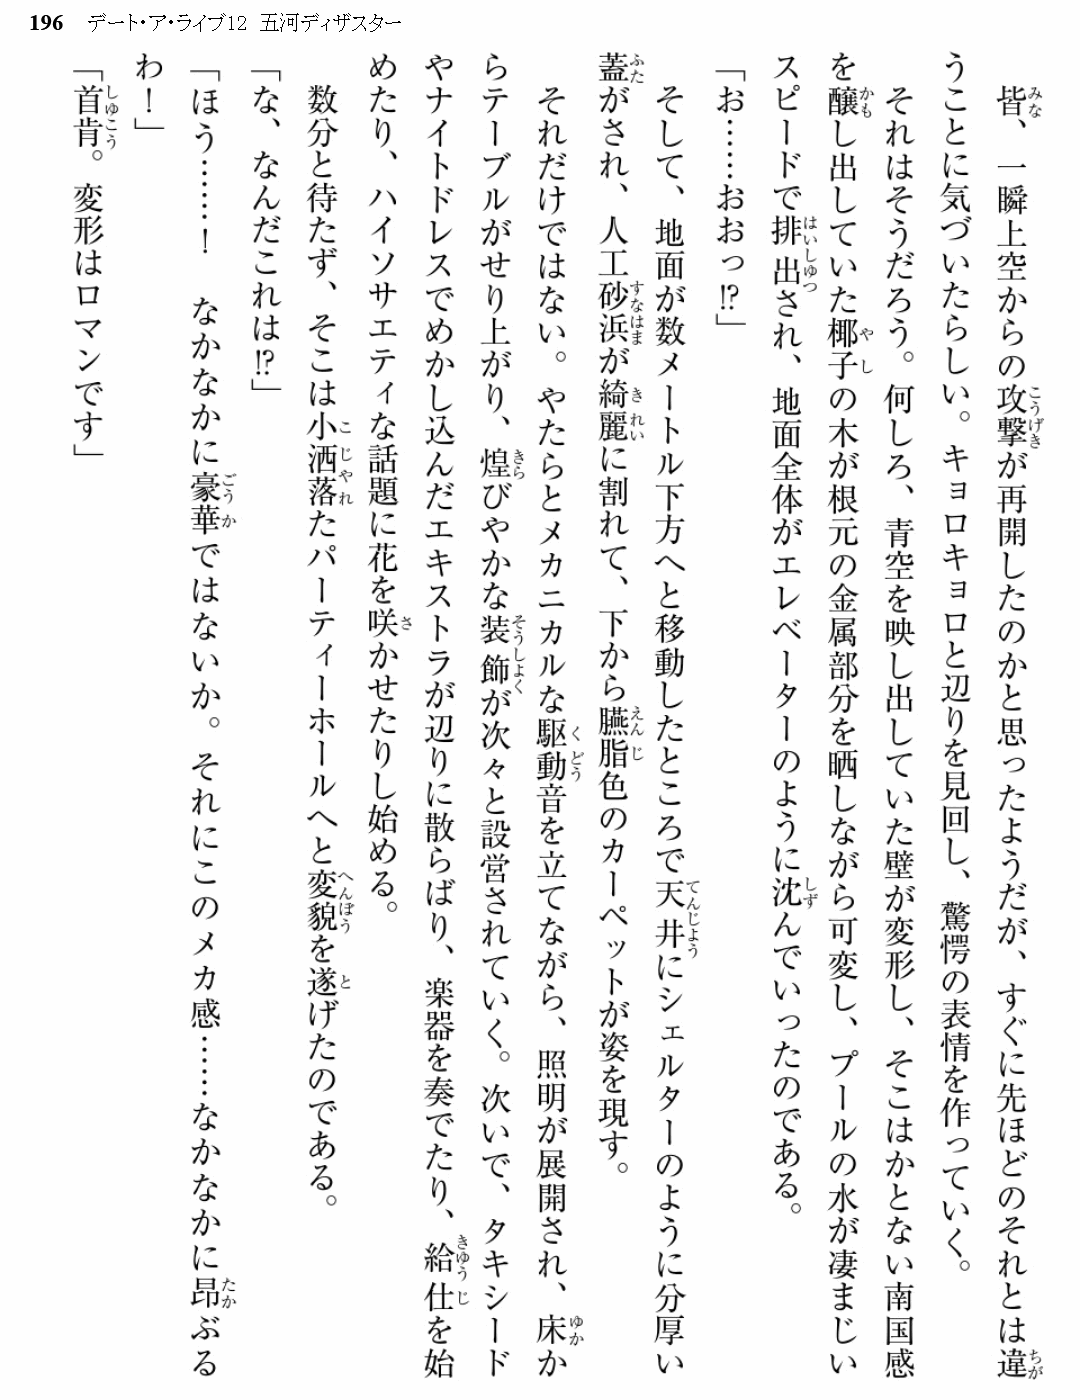 196 デート・ア・ライブ12 五河ディザスター
　皆、一瞬上空からの攻撃が再開したのかと思ったようだが、すぐに先ほどのそれとは違
うことに気づいたらしい。キョロキョロと辺りを見回し、驚愕の表情を作っていく。
　それはそうだろう。何しろ、青空を映し出していた壁が変形し、そこはかとない南国感
を醸し出していた椰子の木が根元の金属部分を晒しながら可変し、プールの水が凄まじい
スピードで排出され、地面全体がエレベーターのように沈んでいったのである。
「お……おおっ!?」
　そして、地面が数メートル下方へと移動したところで天井にシェルターのように分厚い
蓋がされ、人工砂浜が綺麗に割れて、下から臙脂色のカーペットが姿を現す。
　それだけではない。やたらとメカニカルな駆動音を立てながら、照明が展開され、床か
らテーブルがせり上がり、煌びやかな装飾が次々と設営されていく。次いで、タキシード
やナイトドレスでめかし込んだエキストラが辺りに散らばり、楽器を奏でたり、給仕を始
めたり、ハイソサエティな話題に花を咲かせたりし始める。
　数分と待たず、そこは小洒落たパーティーホールへと変貌を遂げたのである。
「な、なんだこれは!?」
「ほう……！　なかなかに豪華ではないか。それにこのメカ感……なかなかに昂ぶる
わ！」
「首肯。変形はロマンです」